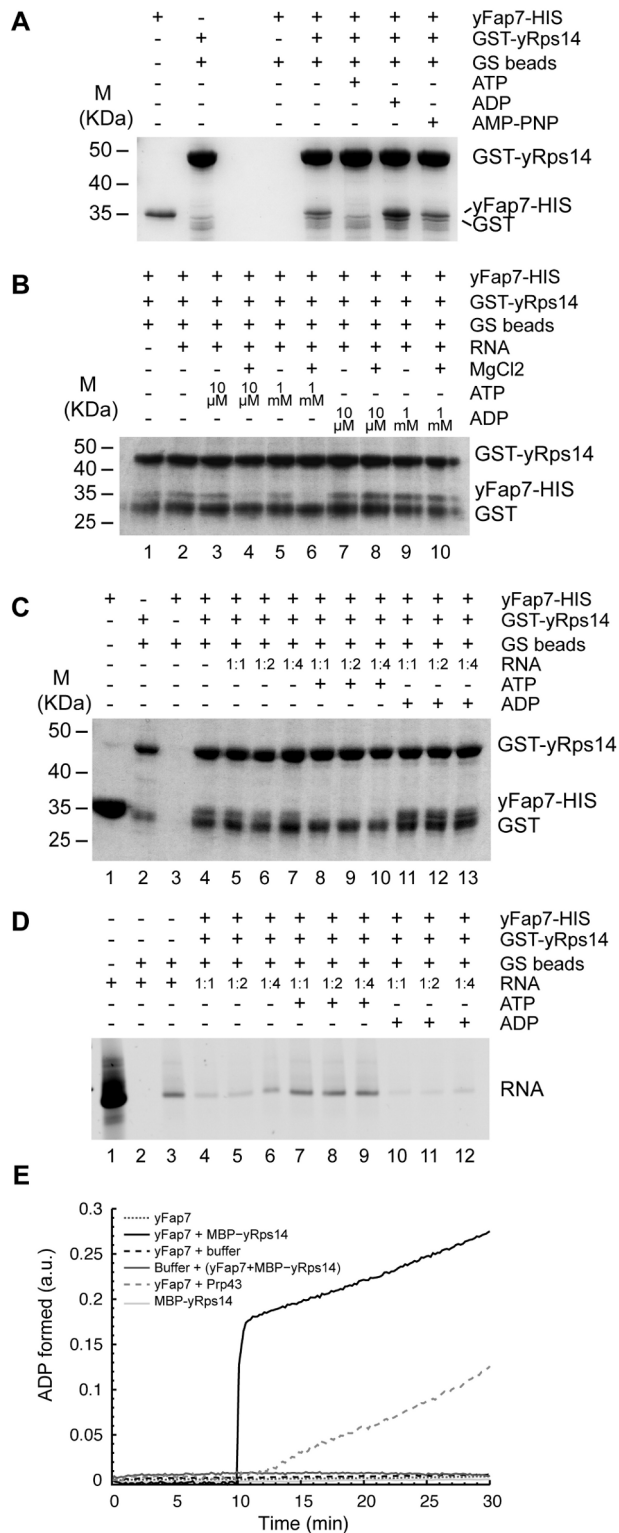 A
+ - - + + + + + yFap7-HIS
- + - - + + + + GST-yRps14
- + + + + + + GS beads
- - - - + - - ATP
- - - - - + - ADP
- - - - - - + AMP-PNP
M
(KDa)
50
40
35
GST-yRps14
yFap7-HIS
GST
B
+ + + + + + + + + + yFap7-HIS
+ + + + + + + + + + GST-yRps14
+ + + + + + + + + + GS beads
- + + + + + + + + + RNA
- - - + - + - + - + MgCl2
- - 10 µM 10 µM 1 mM 1 mM - - - - ATP
- - - - - - 10 µM 10 µM 1 mM 1 mM ADP
M
(KDa)
50
40
35
25
GST-yRps14
yFap7-HIS
GST
1 2 3 4 5 6 7 8 9 10
C
+ - + + + + + + + + + + + yFap7-HIS
- + - + + + + + + + + + + GST-yRps14
- + + + + + + + + + + + + GS beads
- - - - 1:1 1:2 1:4 1:1 1:2 1:4 1:1 1:2 1:4 RNA
- - - - - - - + + + - - - ATP
- - - - - - - - - - + + + ADP
M
(KDa)
50
40
35
25
GST-yRps14
yFap7-HIS
GST
1 2 3 4 5 6 7 8 9 10 11 12 13
D
- - - + + + + + + + + + yFap7-HIS
- - - + + + + + + + + + GST-yRps14
- + + + + + + + + + + GS beads
+ + + 1:1 1:2 1:4 1:1 1:2 1:4 1:1 1:2 1:4 RNA
- - - - - - + + + - - - ATP
- - - - - - - - - + + + ADP
RNA
1 2 3 4 5 6 7 8 9 10 11 12
E
ADP formed (a.u.)
0.3
0.25
0.2
0.1
0.05
0
yFap7
yFap7 + MBP-yRps14
yFap7 + buffer
Buffer + (yFap7+MBP-yRps14)
yFap7 + Prp43
MBP-yRps14
0 5 10 15 20 25 30
Time (min)